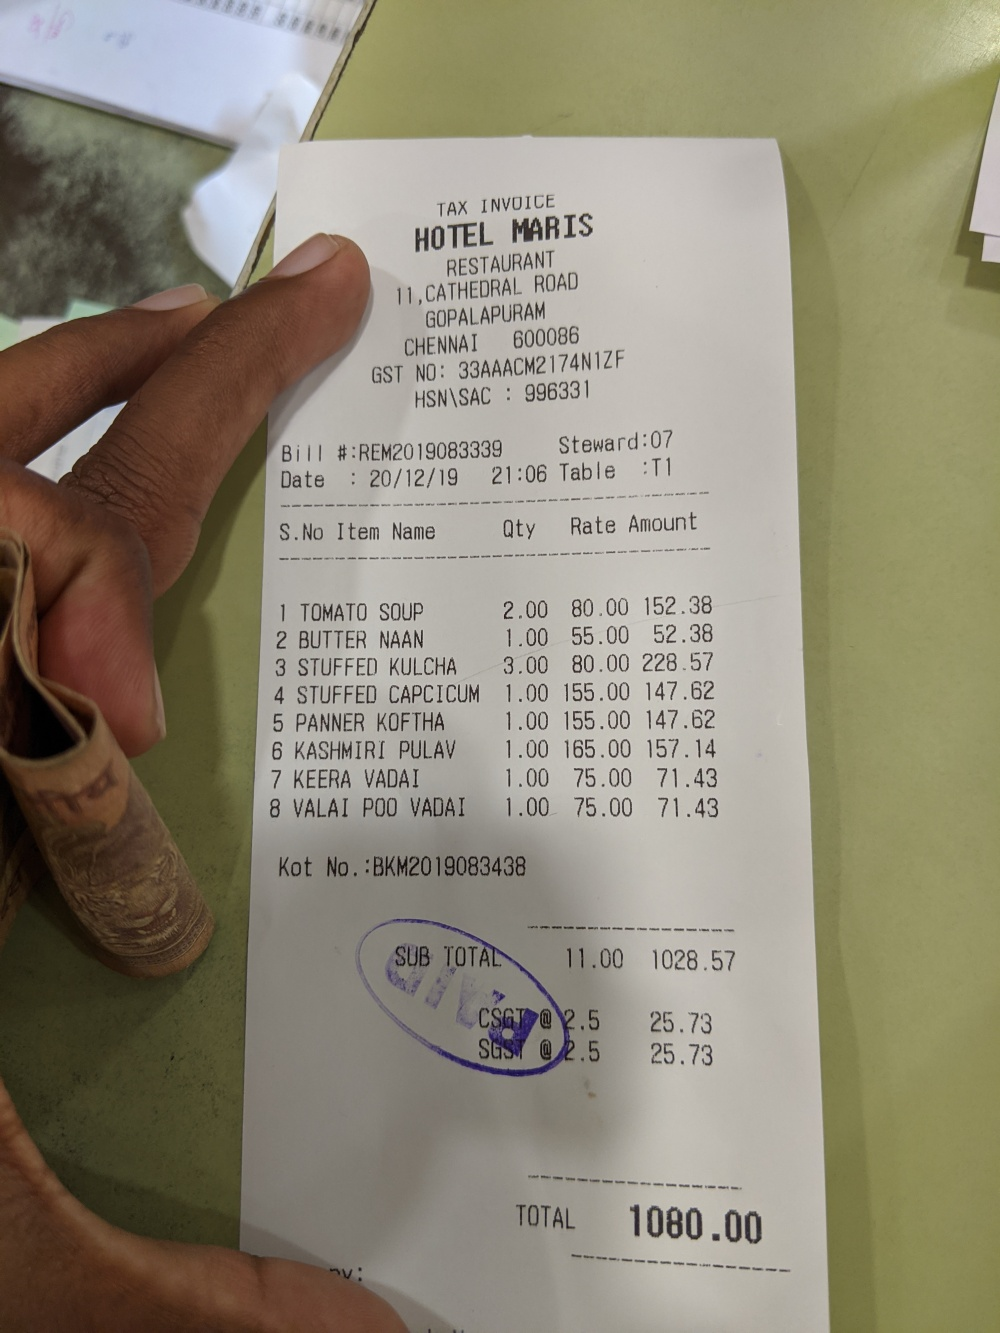 TAX INVOICE
HOTEL MARIS
RESTAURANT
11,CATHEDRAL ROAD
GOPALAPURAM
CHENNAI 600086
GST NO: 33AAACM2174N1ZF
HSN\SAC : 996331
Bill #:REM2019083339 Steward:07
Date : 20/12/19 21:06 Table :T1
S.No Item Name Qty Rate Amount
1 TOMATO SOUP 2.00 80.00 152.38
2 BUTTER NAAN 1.00 55.00 52.38
3 STUFFED KULCHA 3.00 80.00 228.57
4 STUFFED CAPCICUM 1.00 155.00 147.62
5 PANNER KOFTHA 1.00 155.00 147.62
6 KASHMIRI PULAV 1.00 165.00 157.14
7 KEERA VADAI 1.00 75.00 71.43
8 VALAI POO VADAI 1.00 75.00 71.43
Kot No.:BKM2019083438
SUB TOTAL 11.00 1028.57
PAID
CSGT @ 2.5 25.73
SGST @ 2.5 25.73
TOTAL 1080.00